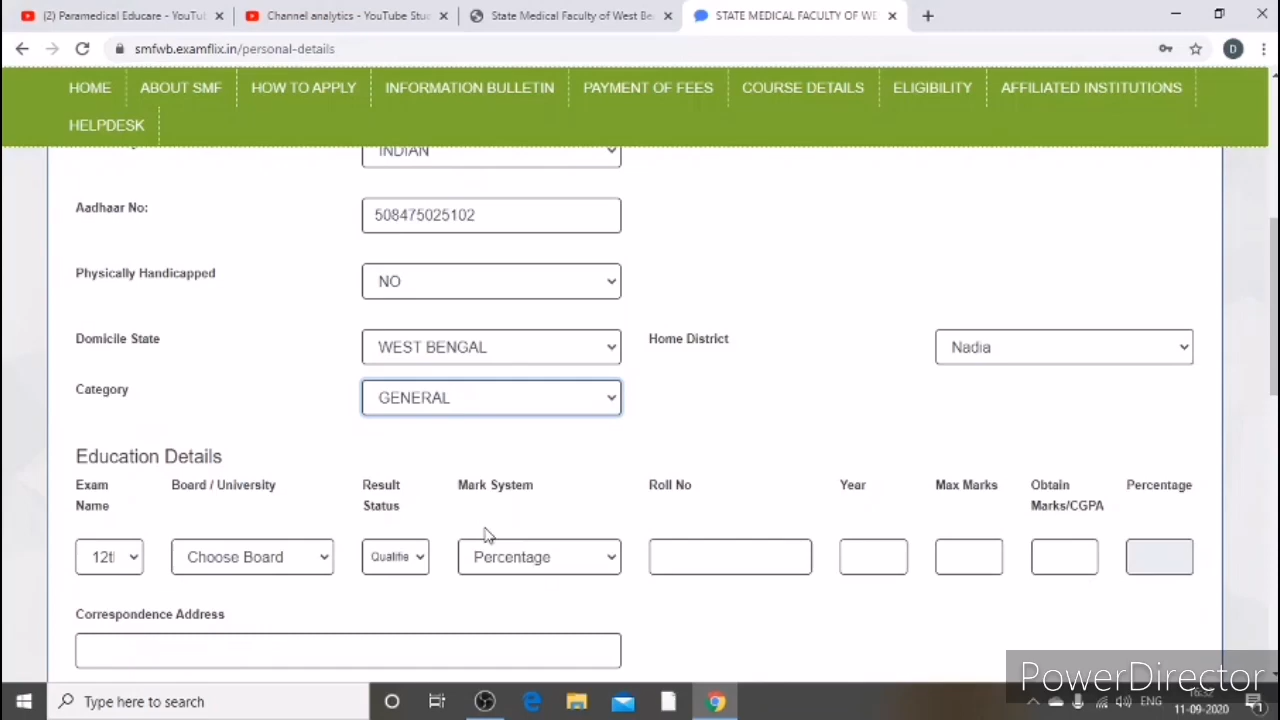 (2) Paramedical Educare - YouTu
Channel analytics - YouTube Stu
State Medical Faculty of West Be
STATE MEDICAL FACULTY OF WE
smfwb.examflix.in/personal-details
D
HOME ABOUT SMF HOW TO APPLY INFORMATION BULLETIN PAYMENT OF FEES COURSE DETAILS ELIGIBILITY AFFILIATED INSTITUTIONS
HELPDESK
INDIAN
Aadhaar No: 508475025102
Physically Handicapped NO
Domicile State WEST BENGAL Home District Nadia
Category GENERAL
Education Details
Exam Name Board / University Result Status Mark System Roll No Year Max Marks Obtain Marks/CGPA Percentage
12t Choose Board Qualifie Percentage
Correspondence Address
PowerDirector
Type here to search
ENG
16:32
11-09-2020